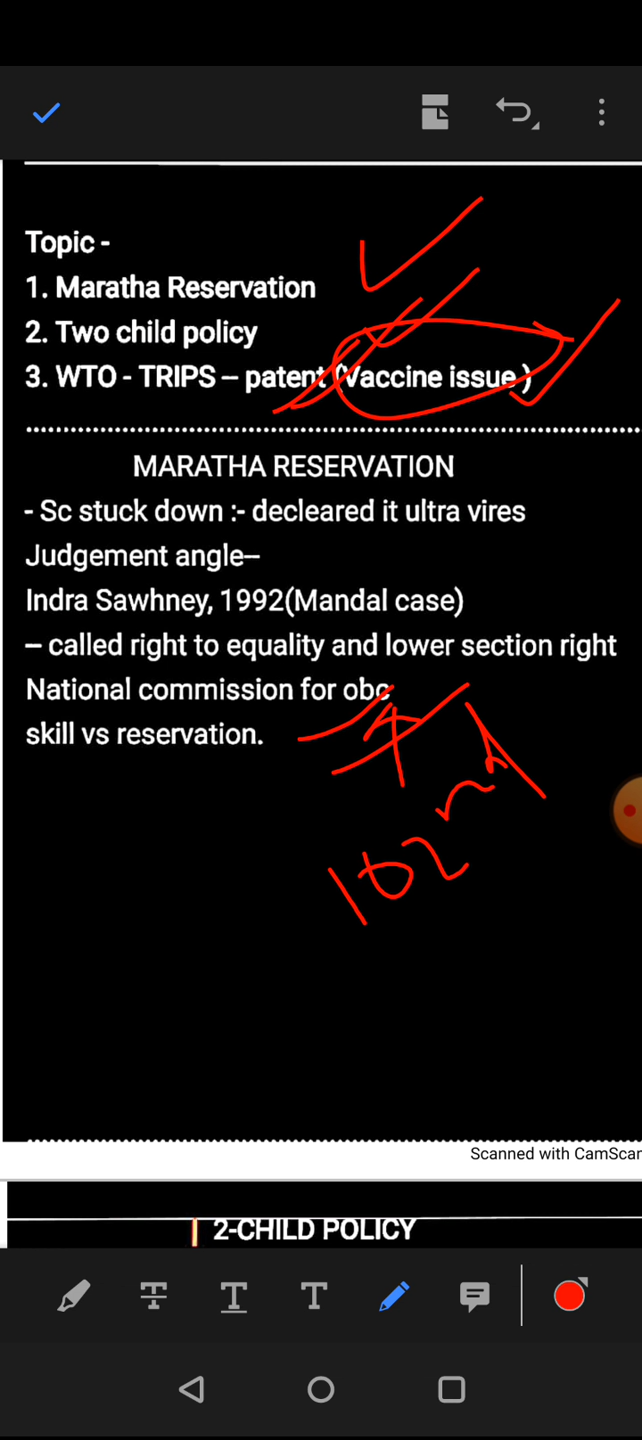 Topic -
1. Maratha Reservation
2. Two child policy
3. WTO - TRIPS – patent (Vaccine issue )
MARATHA RESERVATION
- Sc stuck down :- decleared it ultra vires
Judgement angle–
Indra Sawhney, 1992(Mandal case)
– called right to equality and lower section right
National commission for obc
skill vs reservation.
102nd
Scanned with CamScan
2-CHILD POLICY